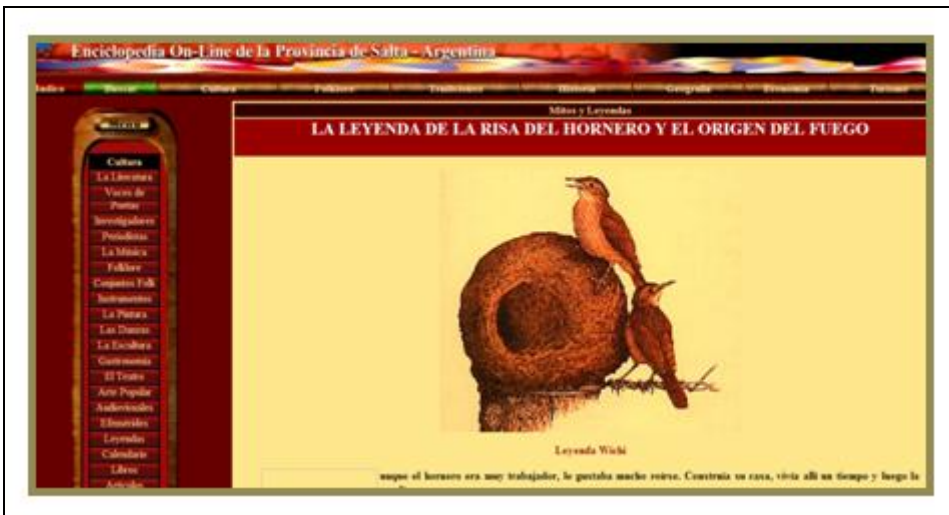 Enciclopedia On-Line de la Provincia de Salta - Argentina
Indice Buscar Cultura Folklore Tradiciones Historia Geografía Economía Turismo
Mitos y Leyendas
LA LEYENDA DE LA RISA DEL HORNERO Y EL ORIGEN DEL FUEGO
Cultura
La Literatura
Voces de
Poetas
Investigadores
Periodistas
La Música
Folklore
Conjuntos Folk
Instrumentos
La Pintura
Las Danzas
La Escultura
Gastronomía
El Teatro
Arte Popular
Audiovisuales
Efemérides
Leyendas
Calendario
Libros
Artículos
Leyenda Wichi
unque el hornero era muy trabajador, le gustaba mucho reírse. Construía su casa, vivía allí un tiempo y luego la